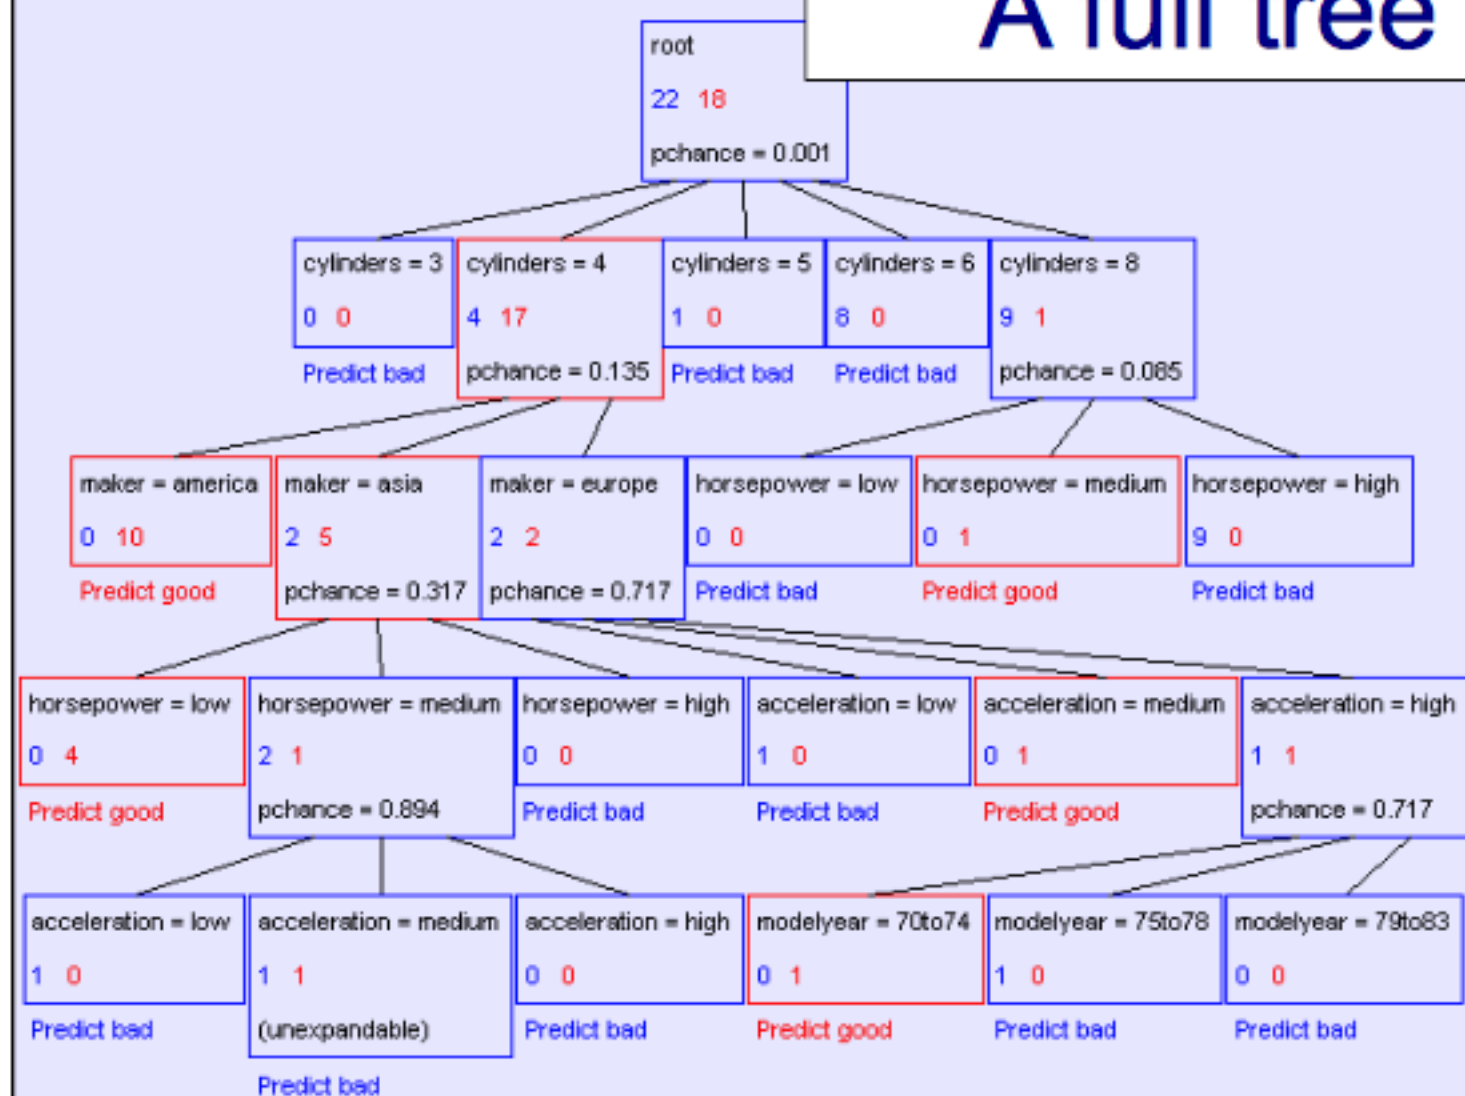 A full tree
root
22 18
pchance = 0.001
cylinders = 3
0 0
Predict bad
cylinders = 4
4 17
pchance = 0.135
cylinders = 5
1 0
Predict bad
cylinders = 6
8 0
Predict bad
cylinders = 8
9 1
pchance = 0.085
maker = america
0 10
Predict good
maker = asia
2 5
pchance = 0.317
maker = europe
2 2
pchance = 0.717
horsepower = low
0 0
Predict bad
horsepower = medium
0 1
Predict good
horsepower = high
9 0
Predict bad
horsepower = low
0 4
Predict good
horsepower = medium
2 1
pchance = 0.894
horsepower = high
0 0
Predict bad
acceleration = low
1 0
Predict bad
acceleration = medium
0 1
Predict good
acceleration = high
1 1
pchance = 0.717
acceleration = low
1 0
Predict bad
acceleration = medium
1 1
(unexpandable)
Predict bad
acceleration = high
0 0
Predict bad
modelyear = 70to74
0 1
Predict good
modelyear = 75to78
1 0
Predict bad
modelyear = 79to83
0 0
Predict bad